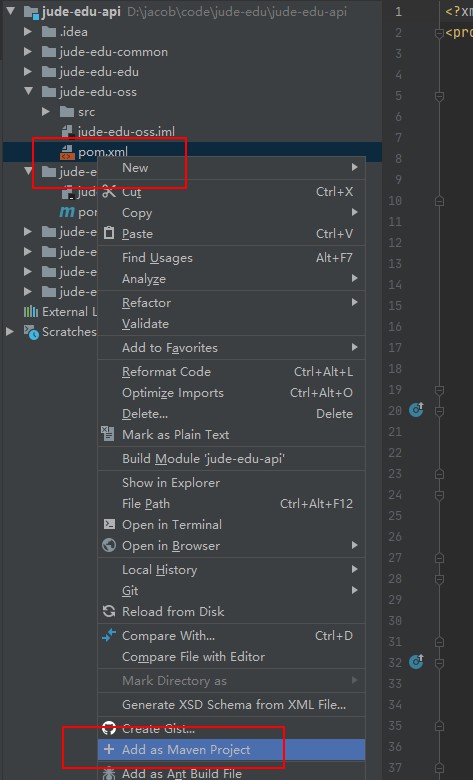 jude-edu-api D:\jacob\code\jude-edu\jude-edu-api
.idea
jude-edu-common
jude-edu-edu
jude-edu-oss
src
jude-edu-oss.iml
pom.xml
jude-e
jude
pom
jude-e
jude-e
jude-e
jude-e
External L
Scratches
New
Cut Ctrl+X
Copy
Paste Ctrl+V
Find Usages Alt+F7
Analyze
Refactor
Validate
Add to Favorites
Reformat Code Ctrl+Alt+L
Optimize Imports Ctrl+Alt+O
Delete... Delete
Mark as Plain Text
Build Module 'jude-edu-api'
Show in Explorer
File Path Ctrl+Alt+F12
Open in Terminal
Open in Browser
Local History
Git
Reload from Disk
Compare With... Ctrl+D
Compare File with Editor
Mark Directory as
Generate XSD Schema from XML File...
Create Gist...
Add as Maven Project
Add as Ant Build File
1 <?xm
2 <pro
3
4
5
6
7
8
9
10
11
12
13
14
15
16
17
18
19
20
21
22
23
24
25
26
27
28
29
30
31
32
33
34
35
36
37